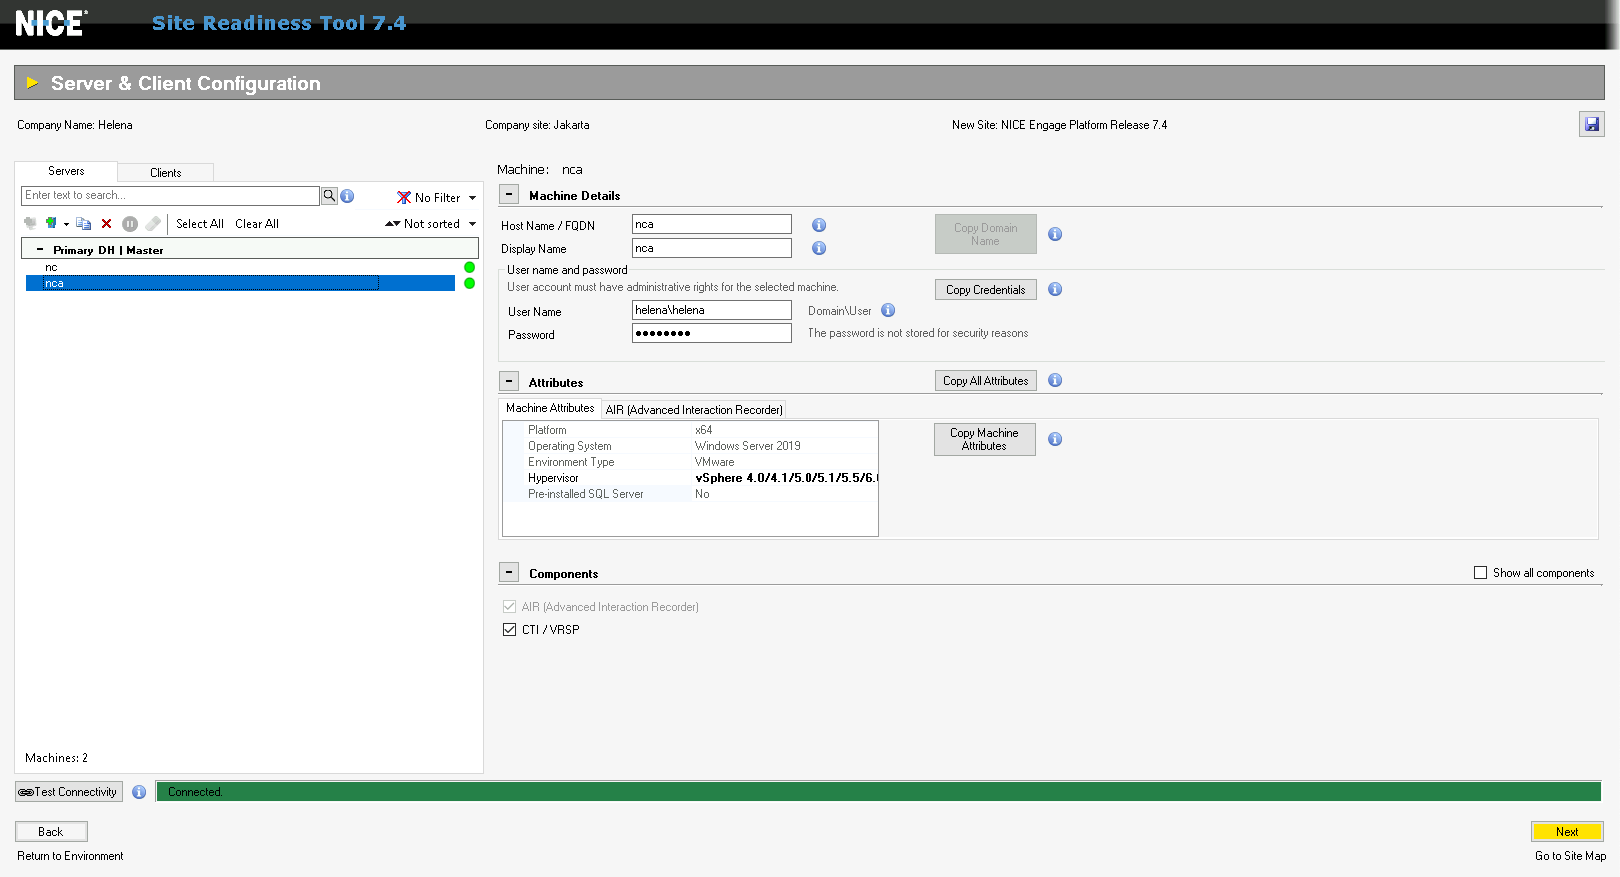 NICE
Site Readiness Tool 7.4
Server & Client Configuration
Company Name: Helena
Company site: Jakarta
New Site: NICE Engage Platform Release 7.4
Servers
Clients
Enter text to search...
No Filter
Select All
Clear All
Not sorted
Primary DH | Master
nc
nca
Machines: 2
Machine: nca
Machine Details
Host Name / FQDN
nca
Copy Domain
Name
Display Name
nca
User name and password
User account must have administrative rights for the selected machine.
Copy Credentials
User Name
helena\helena
Domain\User
Password
●●●●●●●●
The password is not stored for security reasons
Attributes
Copy All Attributes
Machine Attributes
AIR (Advanced Interaction Recorder)
Platform x64
Operating System Windows Server 2019
Environment Type VMware
Hypervisor vSphere 4.0/4.1/5.0/5.1/5.5/6.
Pre-installed SQL Server No
Copy Machine
Attributes
Components
Show all components
AIR (Advanced Interaction Recorder)
CTI / VRSP
Test Connectivity
Connected.
Back
Return to Environment
Next
Go to Site Map